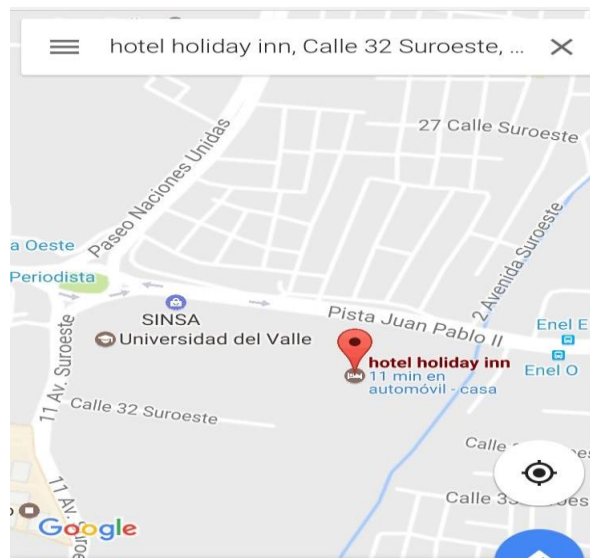 hotel holiday inn, Calle 32 Suroeste, ...
27 Calle Suroeste
Paseo Naciones Unidas
a Oeste
Periodista
2 Avenida Suroeste
SINSA
Universidad del Valle
Pista Juan Pablo II
Enel E
hotel holiday inn
11 min en
automóvil - casa
Enel O
11 Av. Suroeste
Calle 32 Suroeste
Calle
11 Av.
Google